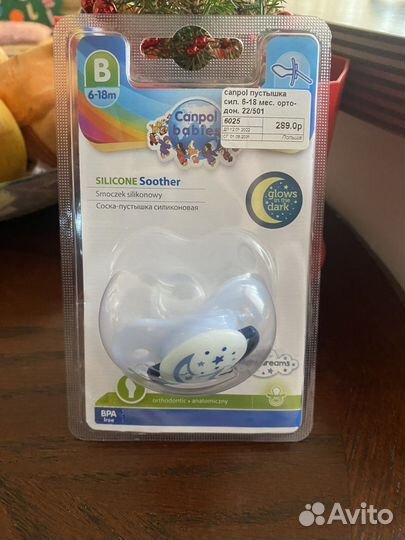 B
6-18m
Canpol
babies
canpol пустышка
сил. 6-18 мес. орто-
дон. 22/501
6025
289.0р
Польша
SILICONE Soother
Smoczek silikonowy
Соска-пустышка силиконовая
glows
in the
dark
dreams
orthodontic • anatomiczny
BPA
free
Avito